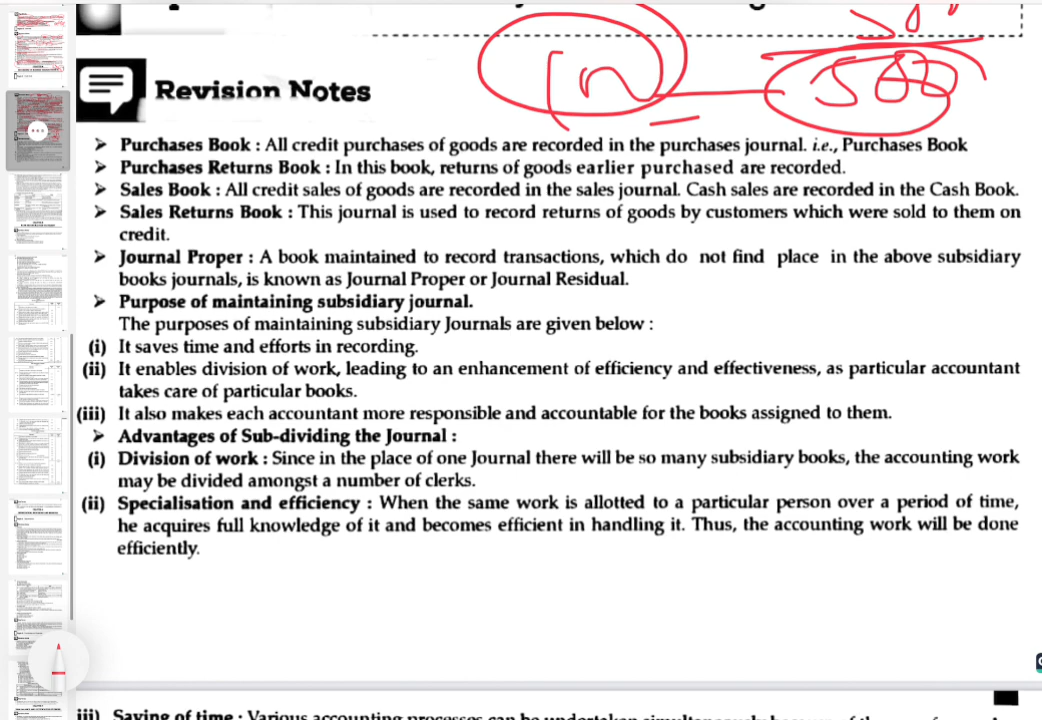 Revision Notes
➤ Purchases Book : All credit purchases of goods are recorded in the purchases journal. i.e., Purchases Book
➤ Purchases Returns Book : In this book, returns of goods earlier purchased are recorded.
➤ Sales Book : All credit sales of goods are recorded in the sales journal. Cash sales are recorded in the Cash Book.
➤ Sales Returns Book : This journal is used to record returns of goods by customers which were sold to them on
credit.
➤ Journal Proper : A book maintained to record transactions, which do not find place in the above subsidiary
books journals, is known as Journal Proper or Journal Residual.
➤ Purpose of maintaining subsidiary journal.
The purposes of maintaining subsidiary Journals are given below :
(i) It saves time and efforts in recording.
(ii) It enables division of work, leading to an enhancement of efficiency and effectiveness, as particular accountant
takes care of particular books.
(iii) It also makes each accountant more responsible and accountable for the books assigned to them.
➤ Advantages of Sub-dividing the Journal :
(i) Division of work : Since in the place of one Journal there will be so many subsidiary books, the accounting work
may be divided amongst a number of clerks.
(ii) Specialisation and efficiency : When the same work is allotted to a particular person over a period of time,
he acquires full knowledge of it and becomes efficient in handling it. Thus, the accounting work will be done
efficiently.
iii) Saving of time : Various accounting processes can be undertaken simultaneously because of the